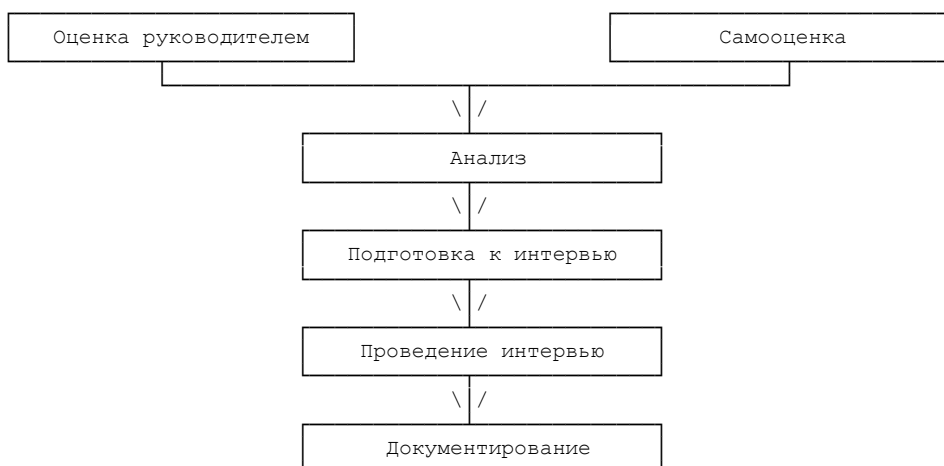 Оценка руководителем
Самооценка
Анализ
Подготовка к интервью
Проведение интервью
Документирование